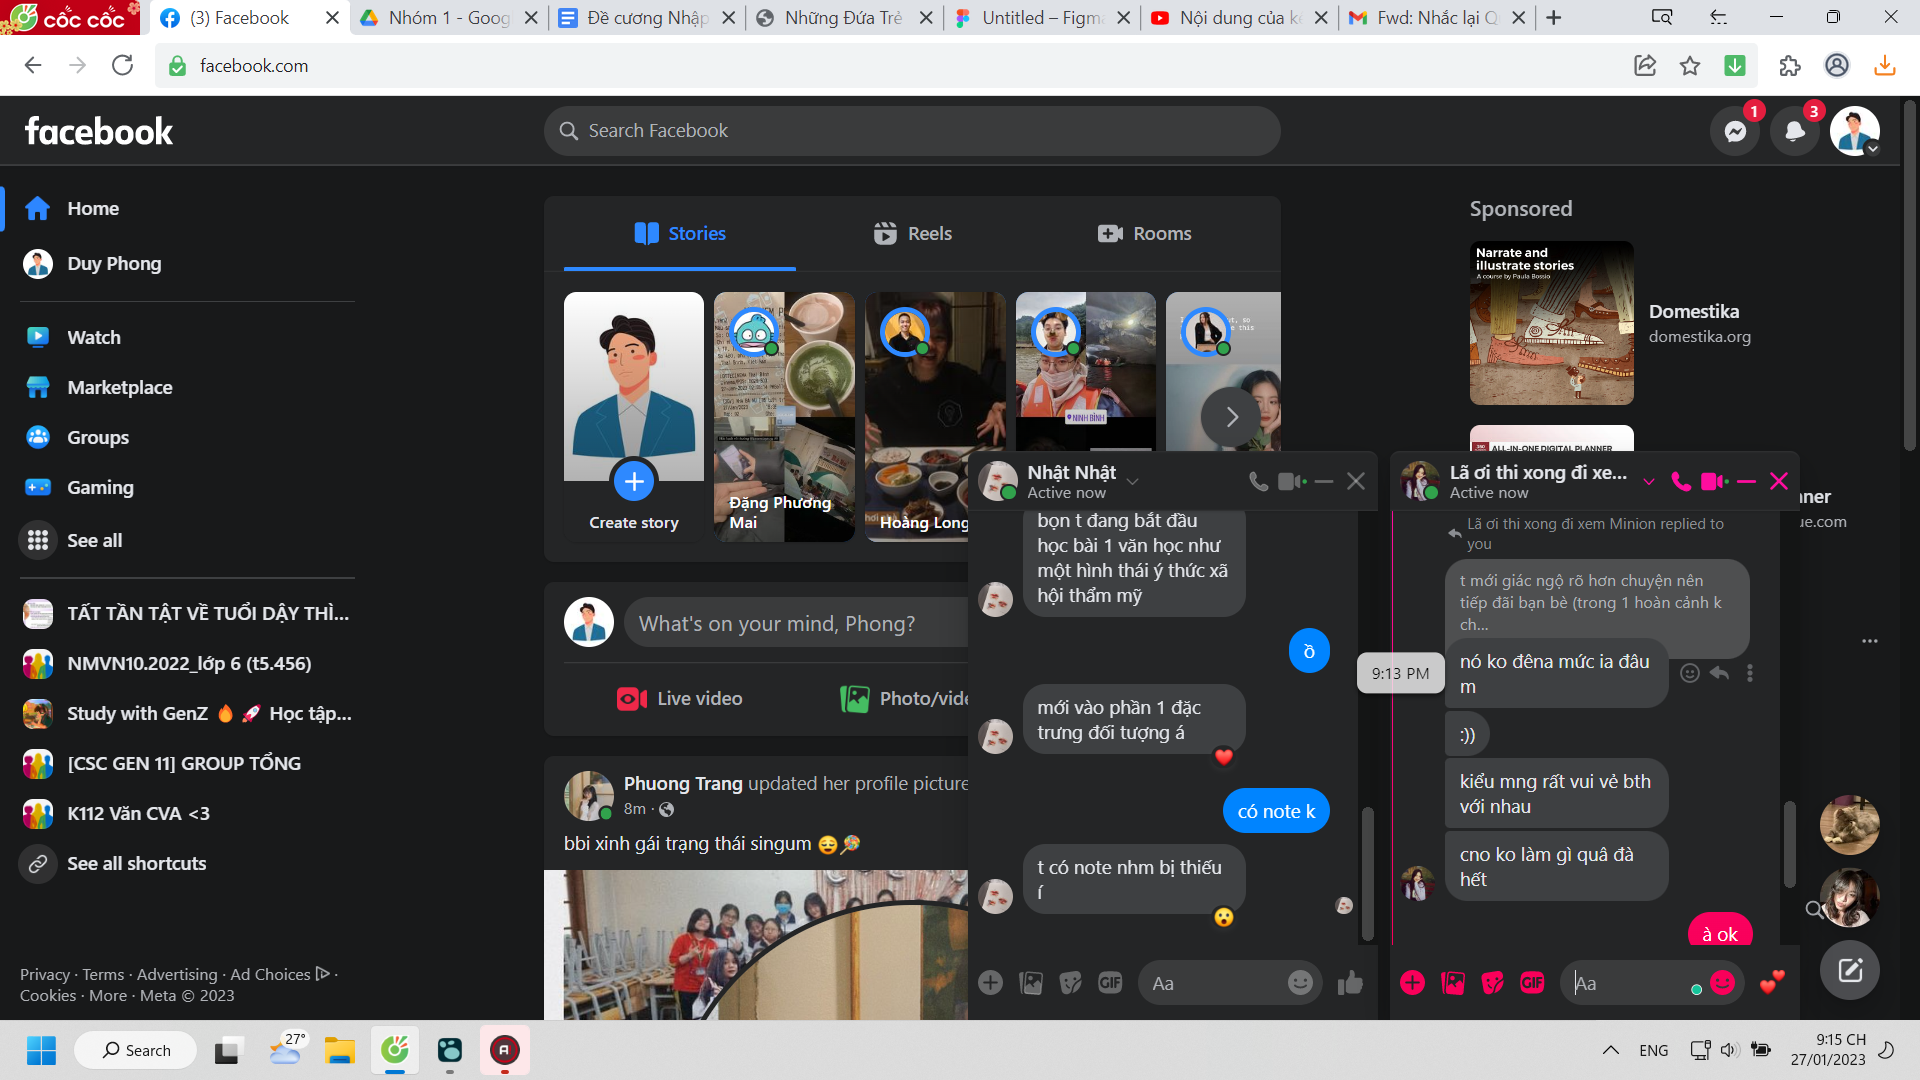 cốc cốc
(3) Facebook
Nhóm 1 - Goog
Đề cương Nhập
Những Đứa Trẻ
Untitled – Figma
Nội dung của k
Fwd: Nhắc lại Q
facebook.com
facebook
Search Facebook
1
3
Home
Duy Phong
Watch
Marketplace
Groups
Gaming
See all
TẤT TẦN TẬT VỀ TUỔI DẬY THÌ...
NMVN10.2022_lớp 6 (t5.456)
Study with GenZ 🔥 🚀 Học tập...
[CSC GEN 11] GROUP TỔNG
K112 Văn CVA <3
See all shortcuts
Privacy · Terms · Advertising · Ad Choices ·
Cookies · More · Meta © 2023
Stories
Reels
Rooms
Create story
Đặng Phương
Mai
Hoàng Long
NINH BÌNH
What's on your mind, Phong?
Live video
Photo/vide
Phuong Trang updated her profile picture
8m ·
bbi xinh gái trạng thái singum 😌🍭
Sponsored
Narrate and
illustrate stories
A course by Paula Bossio
Domestika
domestika.org
ALL-IN-ONE DIGITAL PLANNER
nner
ue.com
Nhật Nhật
Active now
bọn t đang bắt đầu
học bài 1 văn học như
một hình thái ý thức xã
hội thẩm mỹ
ồ
mới vào phần 1 đặc
trưng đối tượng á
có note k
t có note nhm bị thiếu
í
Aa
Lã ơi thi xong đi xe...
Active now
Lã ơi thi xong đi xem Minion replied to
you
t mới giác ngộ rõ hơn chuyện nên
tiếp đãi bạn bè (trong 1 hoàn cảnh k
ch...
9:13 PM
nó ko đêna mức ia đâu
m
:))
kiểu mng rất vui vẻ bth
với nhau
cno ko làm gì quâ đà
hết
à ok
GIF
GIF
Aa
Search
27°
ENG
9:15 CH
27/01/2023